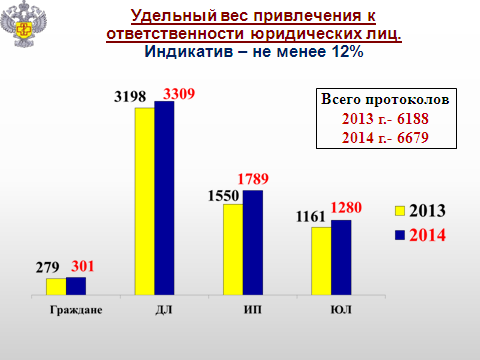 Удельный вес привлечения к
ответственности юридических лиц.
Индикатив – не менее 12%
Всего протоколов
2013 г.- 6188
2014 г.- 6679
279 301
3198 3309
1550 1789
1161 1280
2013
2014
Граждане ДЛ ИП ЮЛ